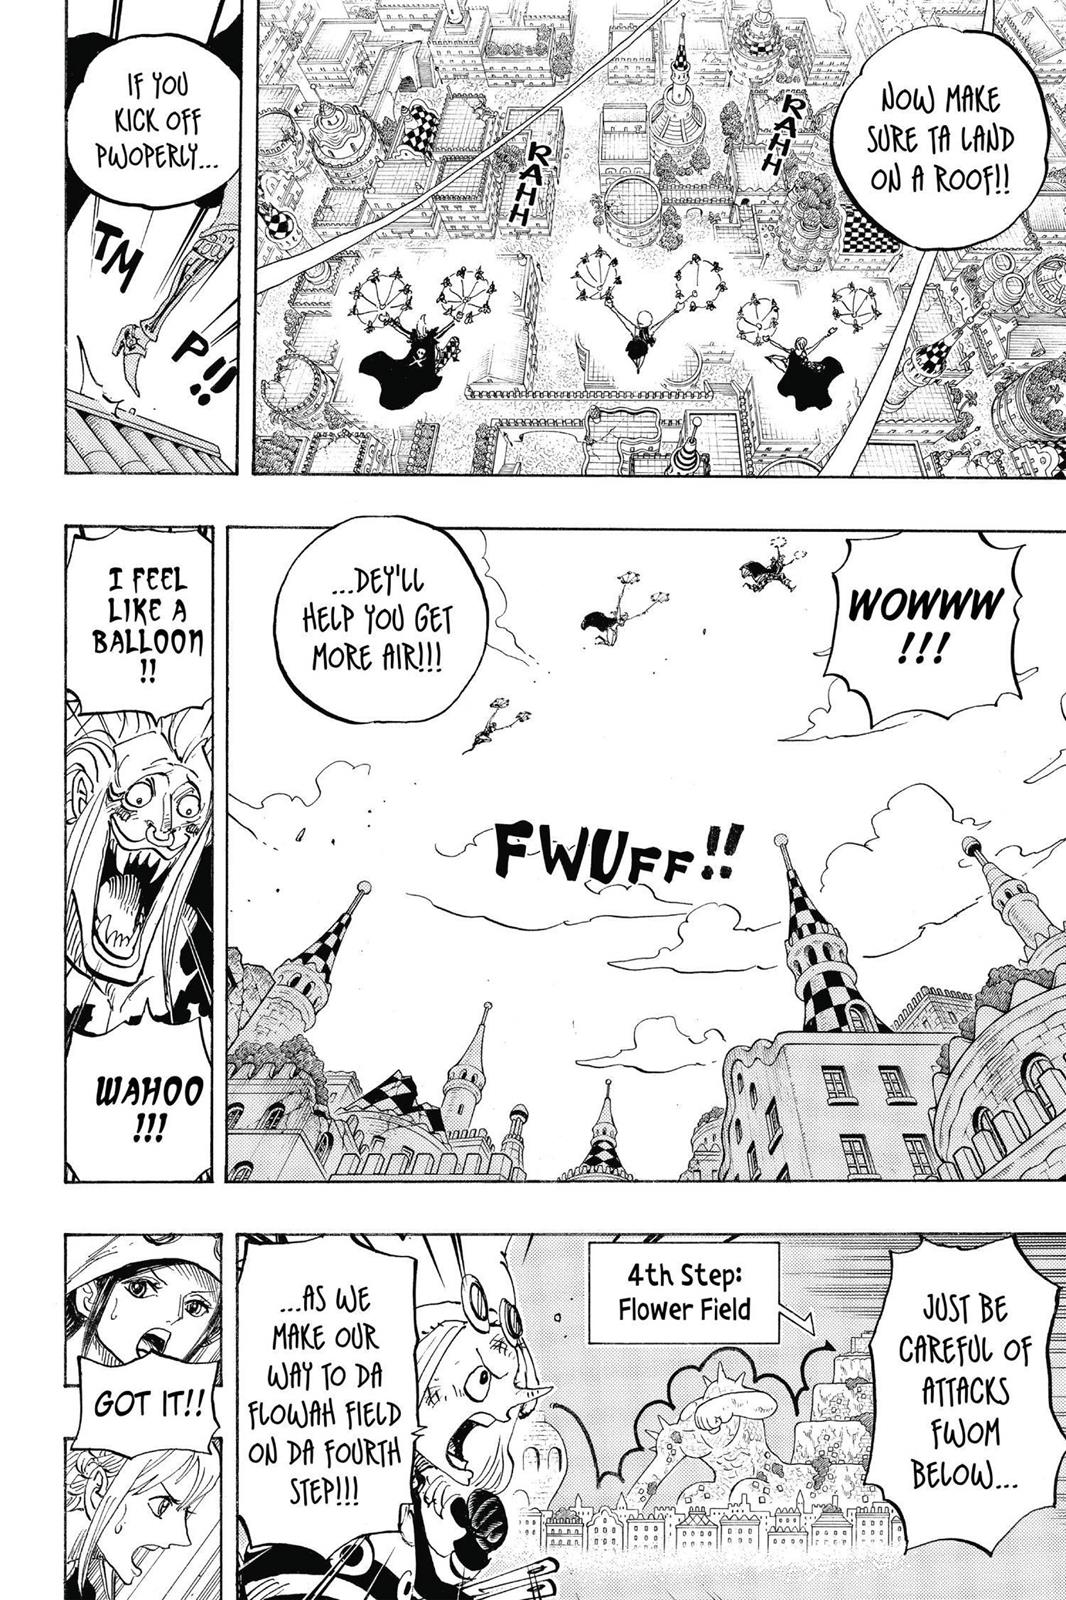 NOW MAKE
SURE TA LAND
ON A ROOF!!
RAHH
RAHH
IF YOU
KICK OFF
PWOPERLY...
TMP!!
WOWWW
!!!
...DEY'LL
HELP YOU GET
MORE AIR!!!
FWUFF!!
I FEEL
LIKE A
BALLOON
!!
WAHOO
!!!
JUST BE
CAREFUL OF
ATTACKS
FWOM
BELOW...
4th Step:
Flower Field
...AS WE
MAKE OUR
WAY TO DA
FLOWAH FIELD
ON DA FOURTH
STEP!!!
GOT IT!!